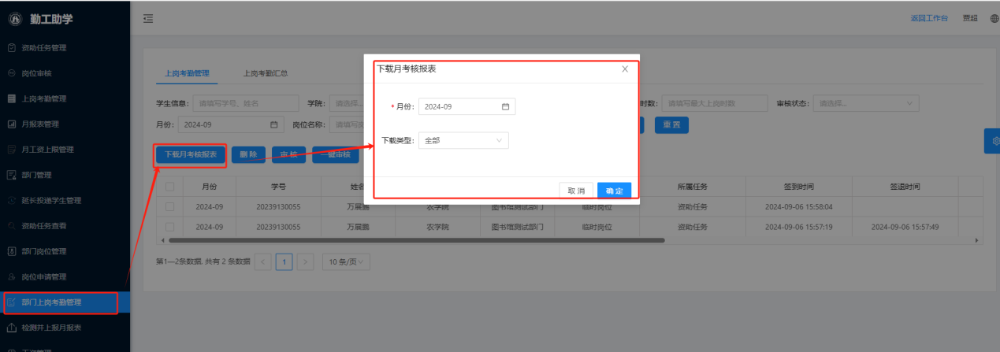 勤工助学
返回工作台 贾超
资助任务管理
岗位审核
上岗考勤管理
月报表管理
月工资上限管理
部门管理
延长投递学生管理
资助任务查看
部门岗位管理
岗位申请管理
部门上岗考勤管理
检测并上报月报表
上岗考勤管理 上岗考勤汇总
学生信息: 请填写学号、姓名 学院: 请选择... 时数: 请填写最大上岗时数 审核状态: 请选择...
月份: 2024-09 岗位名称: 请填写 重置
下载月考核报表 删除 审核 一键审核
下载月考核报表
* 月份: 2024-09
下载类型: 全部
取消 确定
月份 学号 姓名 所属任务 签到时间 签退时间
2024-09 20239130055 万展鹏 农学院 图书馆测试部门 临时岗位 资助任务 2024-09-06 15:58:04
2024-09 20239130055 万展鹏 农学院 图书馆测试部门 临时岗位 资助任务 2024-09-06 15:57:19 2024-09-06 15:57:49
第1—2条数据, 共有 2 条数据 < 1 > 10 条/页